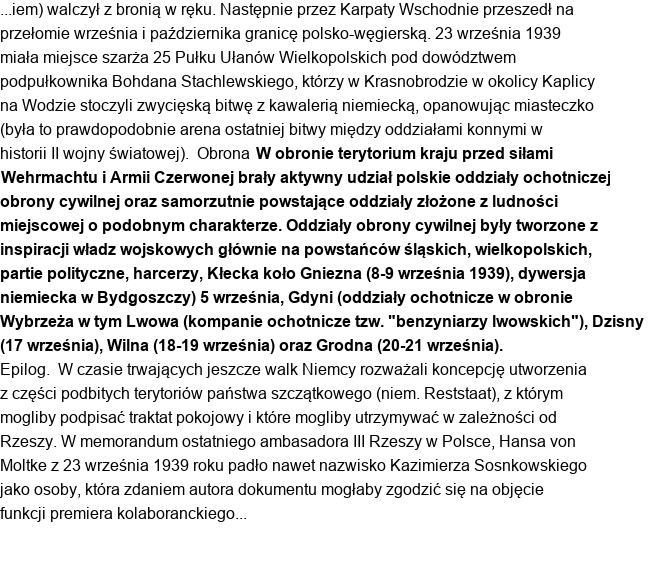 ...iem) walczył z bronią w ręku. Następnie przez Karpaty Wschodnie przeszedł na
przełomie września i października granicę polsko-węgierską. 23 września 1939
miała miejsce szarża 25 Pułku Ułanów Wielkopolskich pod dowództwem
podpułkownika Bohdana Stachlewskiego, którzy w Krasnobrodzie w okolicy Kaplicy
na Wodzie stoczyli zwycięską bitwę z kawalerią niemiecką, opanowując miasteczko
(była to prawdopodobnie arena ostatniej bitwy między oddziałami konnymi w
historii II wojny światowej).  Obrona W obronie terytorium kraju przed siłami
Wehrmachtu i Armii Czerwonej brały aktywny udział polskie oddziały ochotniczej
obrony cywilnej oraz samorzutnie powstające oddziały złożone z ludności
miejscowej o podobnym charakterze. Oddziały obrony cywilnej były tworzone z
inspiracji władz wojskowych głównie na powstańców śląskich, wielkopolskich,
partie polityczne, harcerzy, Kłecka koło Gniezna (8-9 września 1939), dywersja
niemiecka w Bydgoszczy) 5 września, Gdyni (oddziały ochotnicze w obronie
Wybrzeża w tym Lwowa (kompanie ochotnicze tzw. "benzyniarzy lwowskich"), Dzisny
(17 września), Wilna (18-19 września) oraz Grodna (20-21 września).
Epilog.  W czasie trwających jeszcze walk Niemcy rozważali koncepcję utworzenia
z części podbitych terytoriów państwa szczątkowego (niem. Reststaat), z którym
mogliby podpisać traktat pokojowy i które mogliby utrzymywać w zależności od
Rzeszy. W memorandum ostatniego ambasadora III Rzeszy w Polsce, Hansa von
Moltke z 23 września 1939 roku padło nawet nazwisko Kazimierza Sosnkowskiego
jako osoby, która zdaniem autora dokumentu mogłaby zgodzić się na objęcie
funkcji premiera kolaboranckiego...